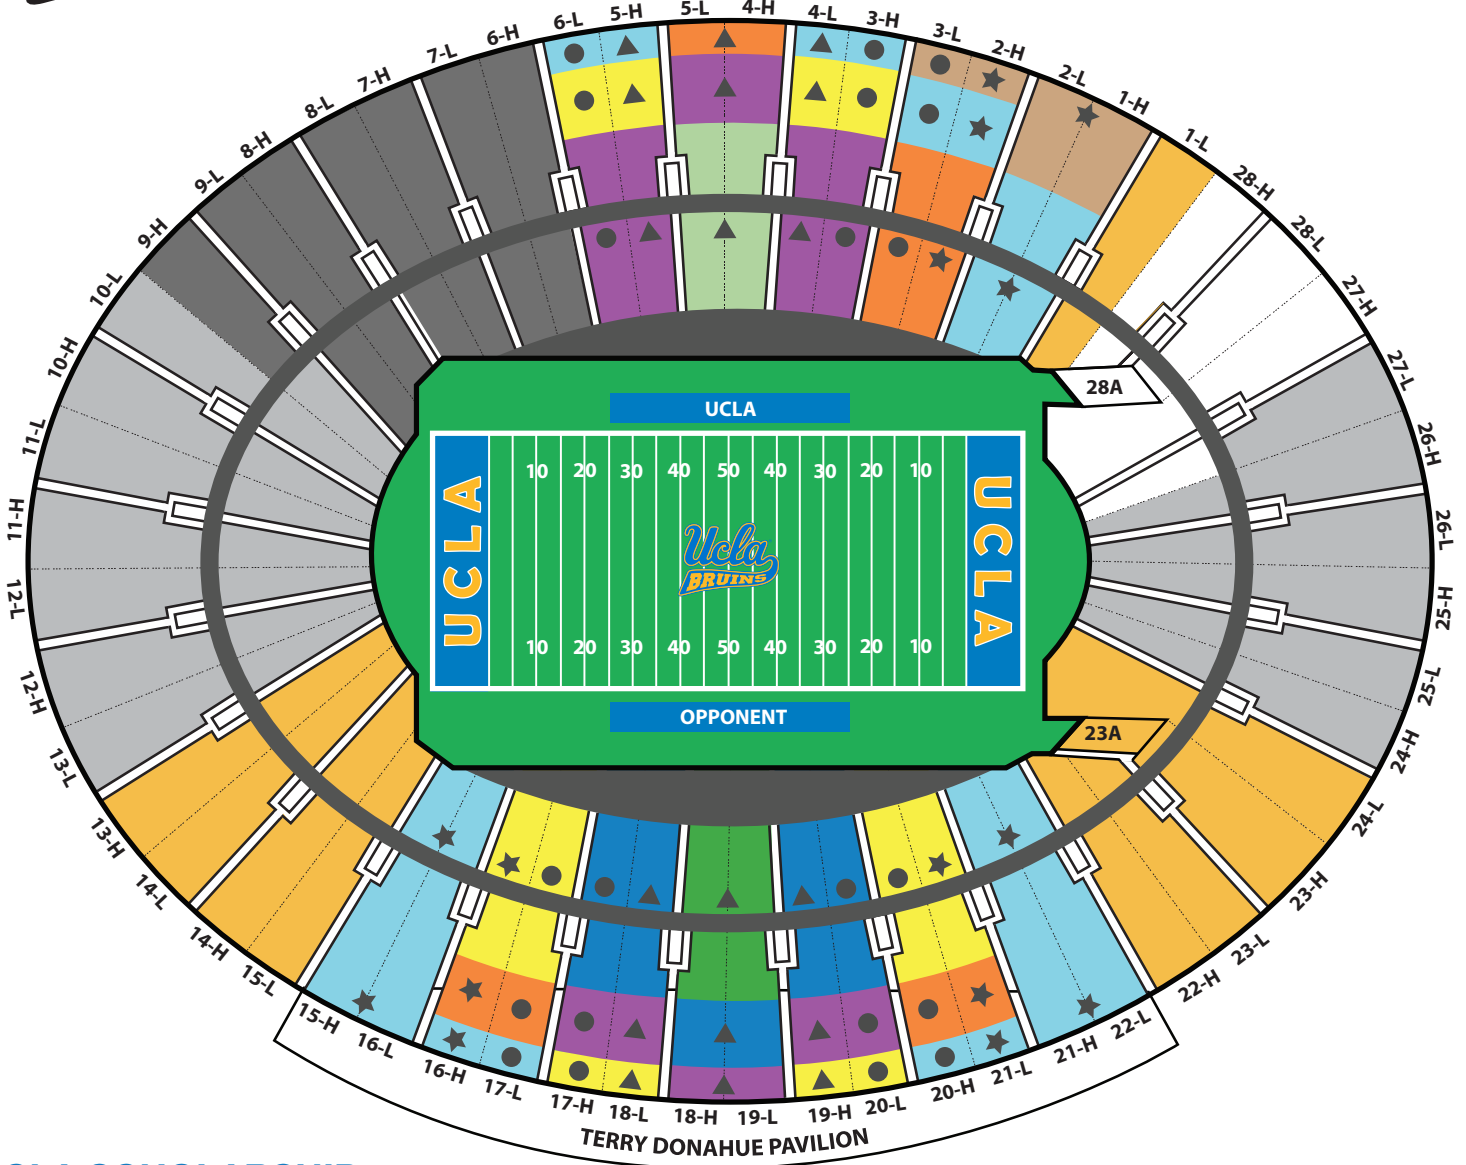 6-L 5-H 5-L 4-H 4-L 3-H
7-H 7-L 6-H 3-L 2-H 2-L 1-H
9-H 9-L 8-H 8-L 1-L 28-H 28-L 27-H
10-L
10-H
11-L
11-H
12-L
12-H
13-L
13-H
14-L
14-H
15-L
27-L
26-H
26-L
25-H
25-L
24-H
24-L
23-H
23-L
22-H
28A
UCLA
10 20 30 40 50 40 30 20 10
UCLA
Ucla
BRUINS
UCLA
10 20 30 40 50 40 30 20 10
OPPONENT
23A
15-H 16-L 16-H 17-L 17-H 18-L 18-H 19-L 19-H 20-L 20-H 21-L 21-H 22-L
TERRY DONAHUE PAVILION